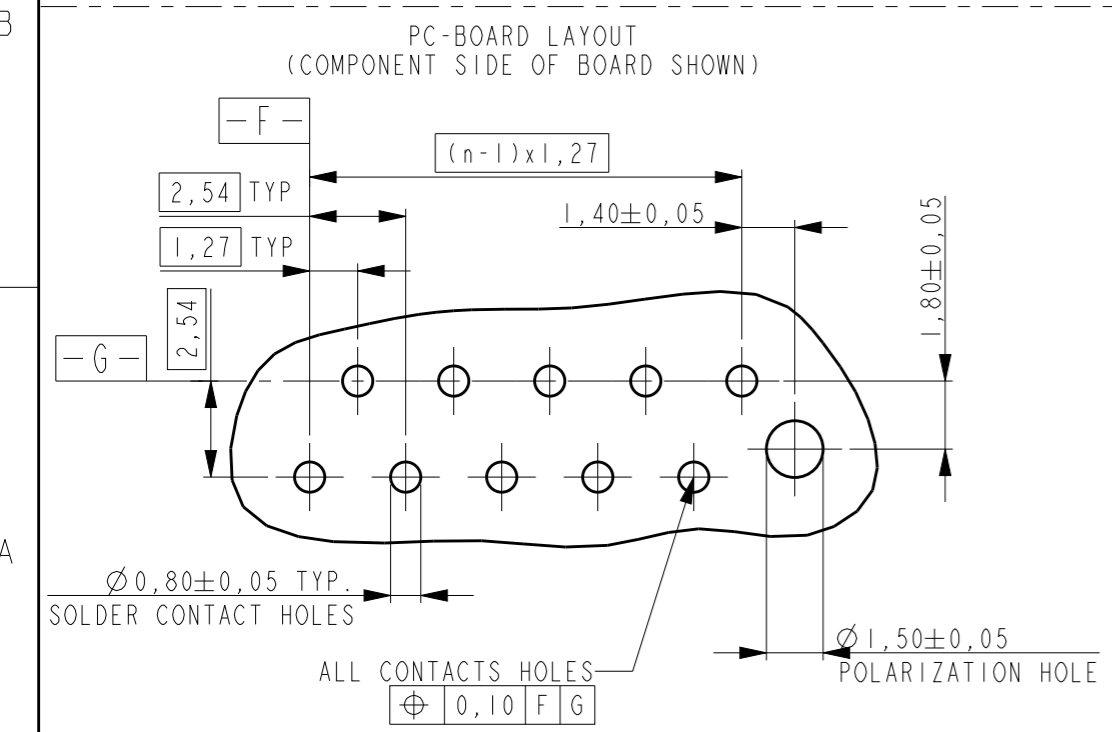 B
PC-BOARD LAYOUT
(COMPONENT SIDE OF BOARD SHOWN)
-F-
(n-1)x1,27
2,54 TYP
1,40±0,05
1,80±0,05
1,27 TYP
2,54
-G-
A
Ø0,80±0,05 TYP.
SOLDER CONTACT HOLES
Ø1,50±0,05
POLARIZATION HOLE
ALL CONTACTS HOLES
⌖ 0,10 F G